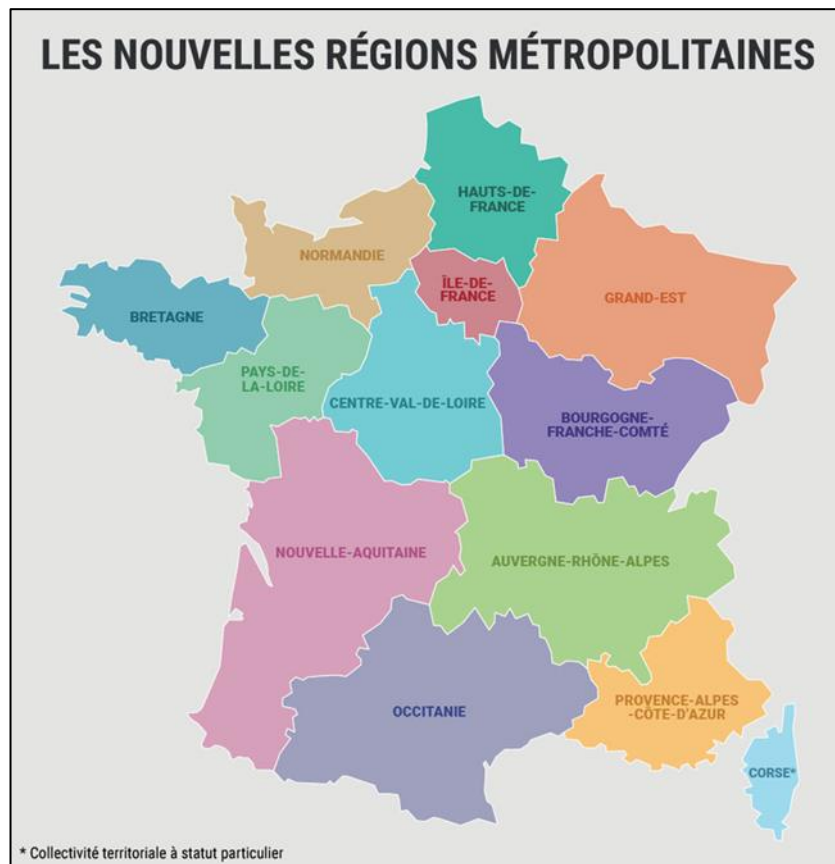 LES NOUVELLES RÉGIONS MÉTROPOLITAINES
HAUTS-DE-
FRANCE
NORMANDIE
ÎLE-DE-
FRANCE
GRAND-EST
BRETAGNE
PAYS-DE-
LA-LOIRE
CENTRE-VAL-DE-LOIRE
BOURGOGNE-
FRANCHE-COMTÉ
NOUVELLE-AQUITAINE
AUVERGNE-RHÔNE-ALPES
OCCITANIE
PROVENCE-ALPES
-CÔTE-D'AZUR
CORSE*
* Collectivité territoriale à statut particulier